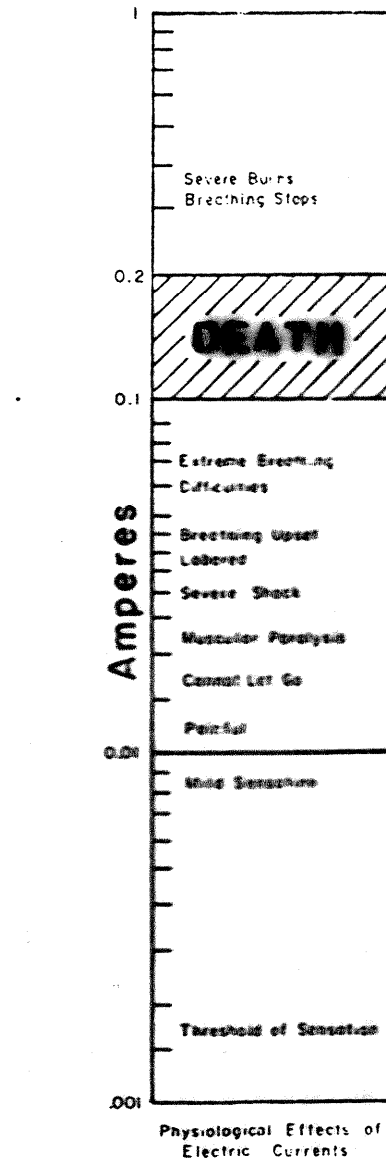 1
Severe Burns
Breathing Stops
0.2
DEATH
0.1
Extreme Breathing
Difficulties
Breathing Upset
Labored
Severe Shock
Muscular Paralysis
Cannot Let Go
Painful
0.01
Mild Sensation
Threshold of Sensation
.001
Amperes
Physiological Effects of
Electric Currents